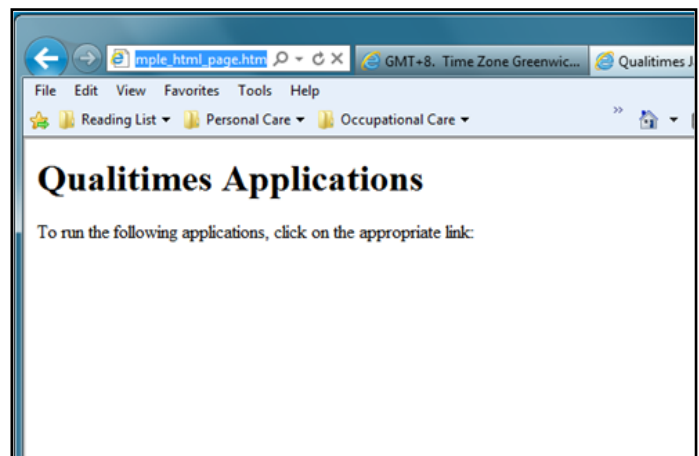 mple_html_page.htm
GMT+8. Time Zone Greenwic...
Qualitimes J
File Edit View Favorites Tools Help
Reading List Personal Care Occupational Care
Qualitimes Applications
To run the following applications, click on the appropriate link: